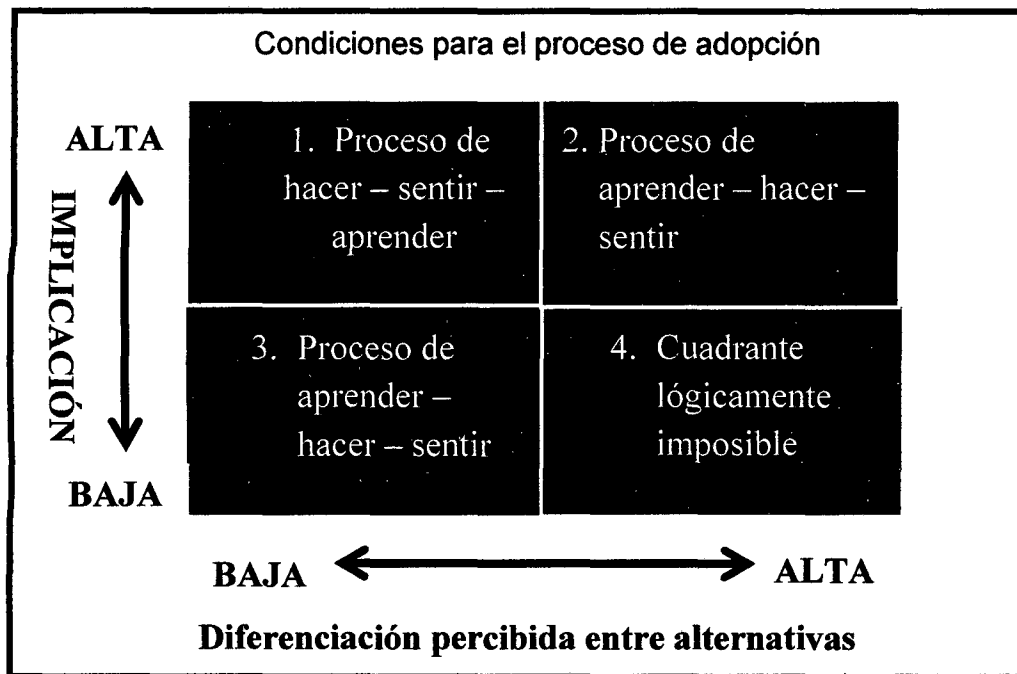 Condiciones para el proceso de adopción
ALTA
IMPLICACIÓN
BAJA
1. Proceso de
hacer – sentir –
aprender
2. Proceso de
aprender – hacer –
sentir
3. Proceso de
aprender –
hacer – sentir
4. Cuadrante
lógicamente
imposible
BAJA
ALTA
Diferenciación percibida entre alternativas